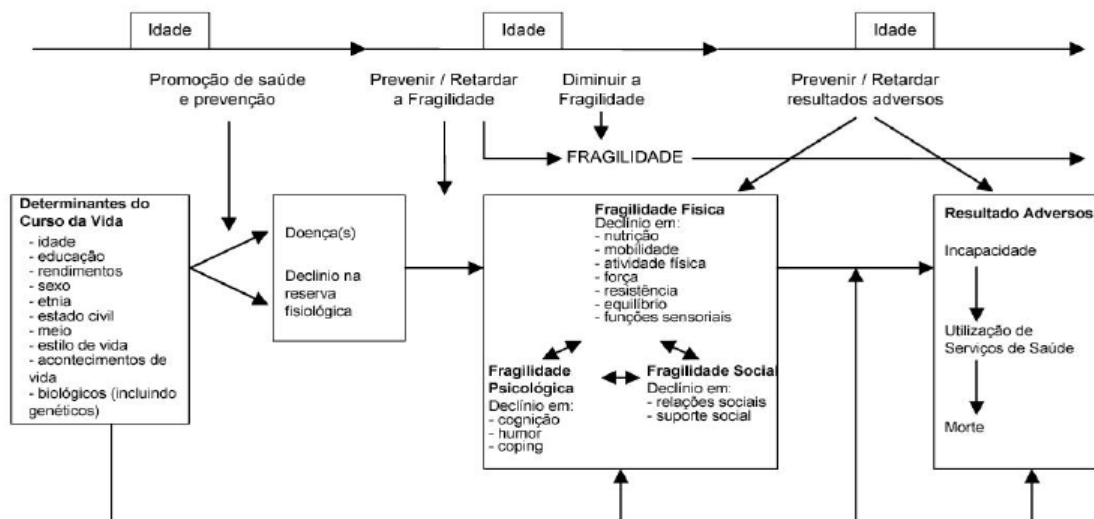 Idade
Idade
Idade
Promoção de saúde
e prevenção
Prevenir / Retardar
a Fragilidade
Diminuir a
Fragilidade
Prevenir / Retardar
resultados adversos
FRAGILIDADE
Determinantes do
Curso da Vida
- idade
- educação
- rendimentos
- sexo
- etnia
- estado civil
- meio
- estilo de vida
- acontecimentos de
vida
- biológicos (incluindo
genéticos)
Doença(s)
Declinio na
reserva
fisiológica
Fragilidade Física
Declínio em:
- nutrição
- mobilidade
- atividade física
- força
- resistência
- equilíbrio
- funções sensoriais
Fragilidade
Psicológica
Declínio em:
- cognição
- humor
- coping
Fragilidade Social
Declínio em:
- relações sociais
- suporte social
Resultado Adversos
Incapacidade
Utilização de
Serviços de Saúde
Morte